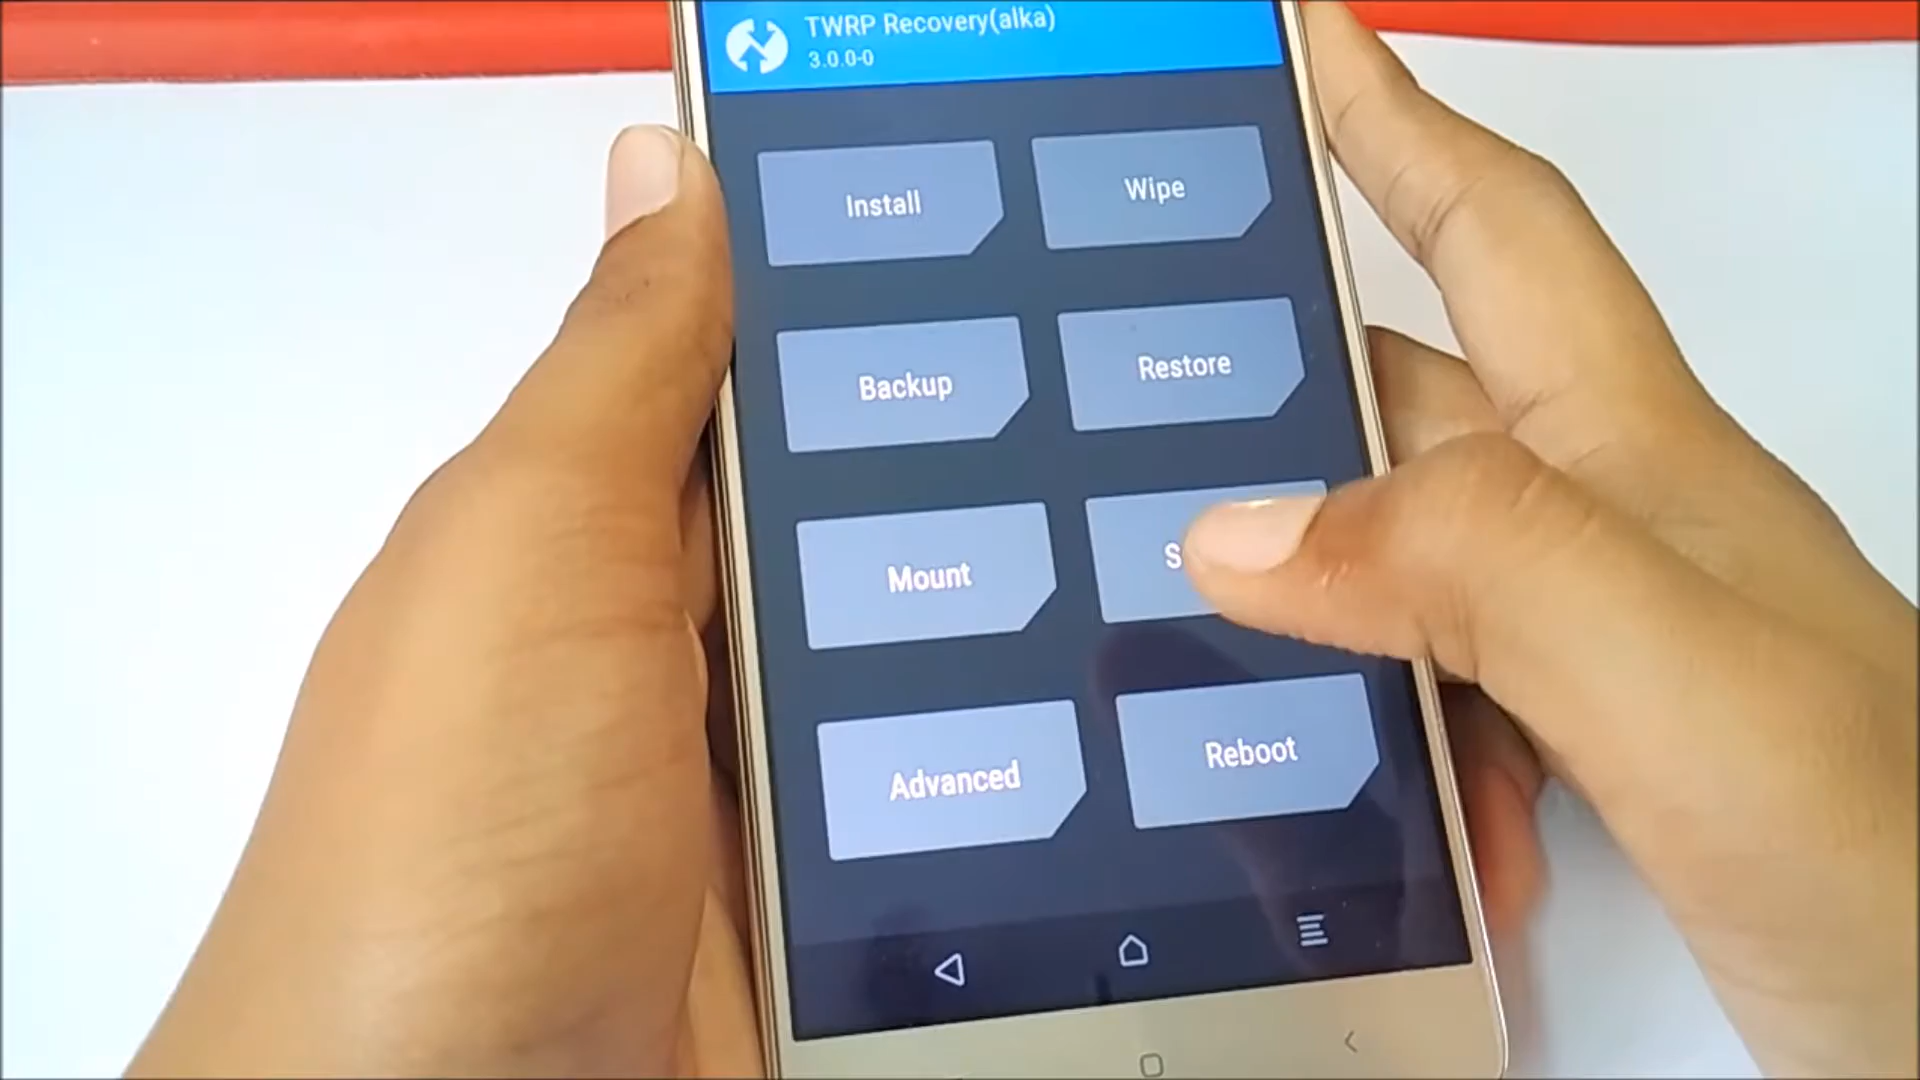 TWRP Recovery(alka)
3.0.0-0
Install
Wipe
Backup
Restore
Mount
Advanced
Reboot